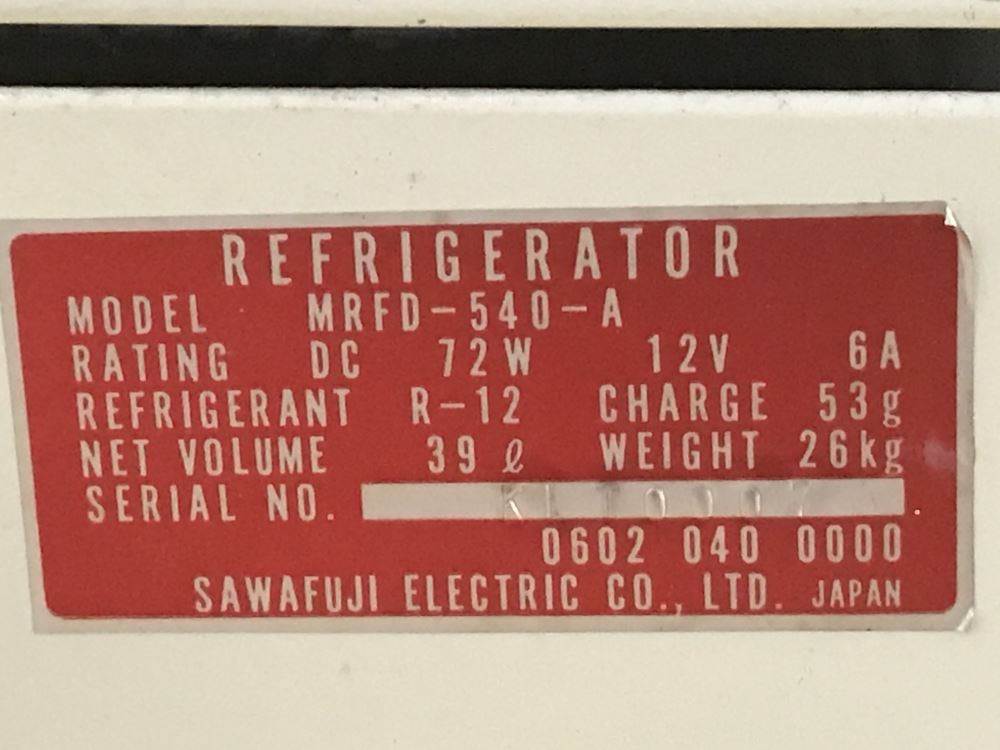 REFRIGERATOR
MODEL MRFD-540-A
RATING DC 72W 12V 6A
REFRIGERANT R-12 CHARGE 53g
NET VOLUME 39ℓ WEIGHT 26kg
SERIAL NO.
0602 040 0000
SAWAFUJI ELECTRIC CO., LTD. JAPAN